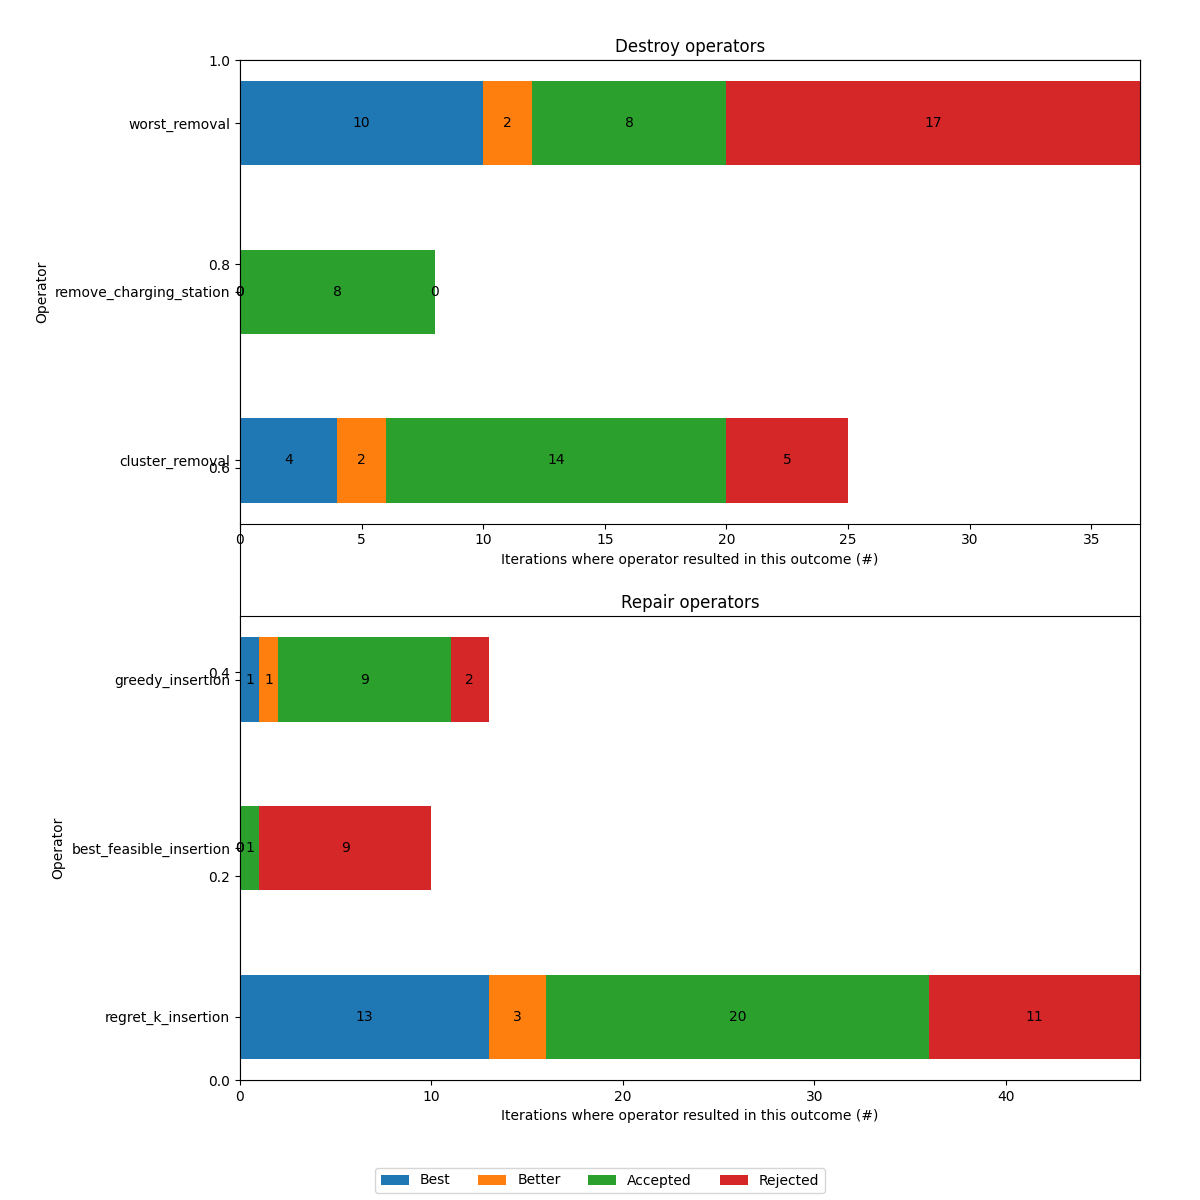 Destroy operators
1.0
worst_removal 10 2 8 17
0.8
Operator
remove_charging_station 0 0 8 0
cluster_removal 4 2 14 5
0.6
0 5 10 15 20 25 30 35
Iterations where operator resulted in this outcome (#)
Repair operators
0.4
greedy_insertion 1 1 9 2
Operator
best_feasible_insertion 0 0 1 9
0.2
regret_k_insertion 13 3 20 11
0.0
0 10 20 30 40
Iterations where operator resulted in this outcome (#)
Best Better Accepted Rejected